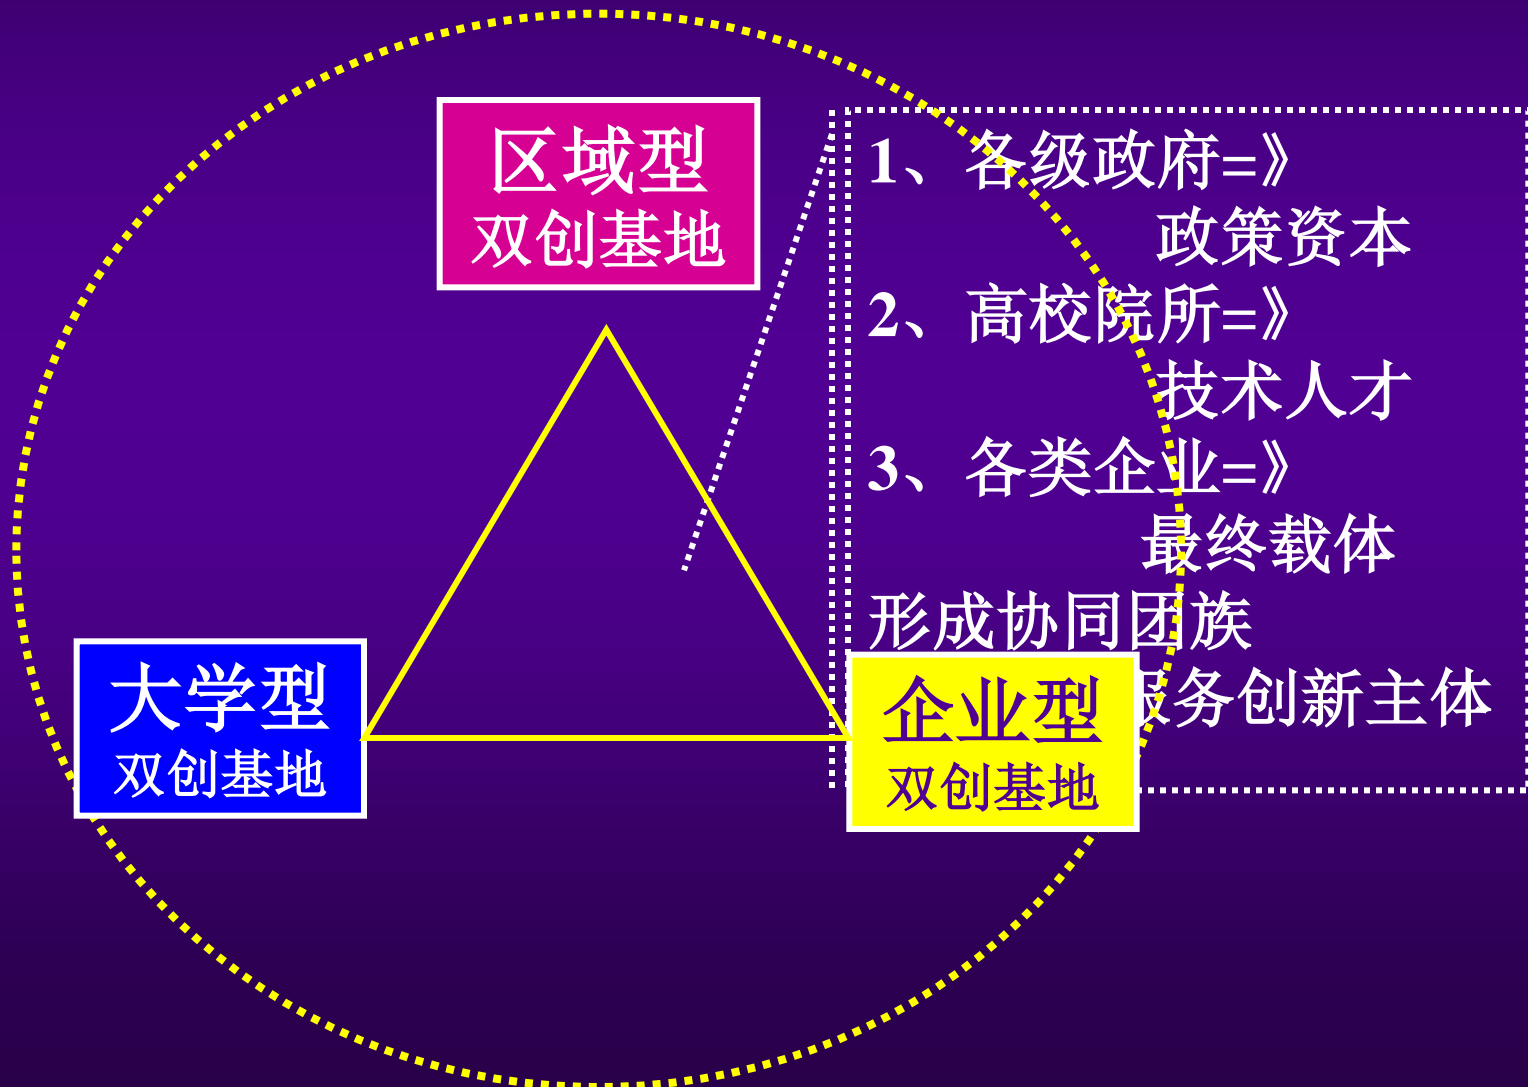 区域型
双创基地
1、各级政府=》
政策资本
2、高校院所=》
技术人才
3、各类企业=》
最终载体
形成协同团族
务创新主体
大学型
双创基地
企业型
双创基地